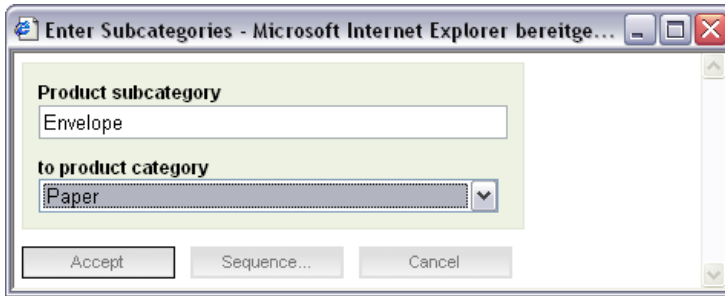 Enter Subcategories - Microsoft Internet Explorer bereitge...
Product subcategory
Envelope
to product category
Paper
Accept Sequence... Cancel